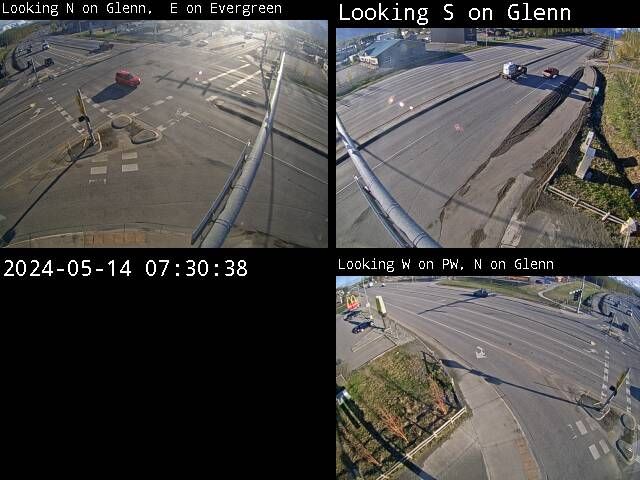 Looking N on Glenn,  E on Evergreen
Looking S on Glenn
2024-05-14 07:30:38
Looking W on PW, N on Glenn